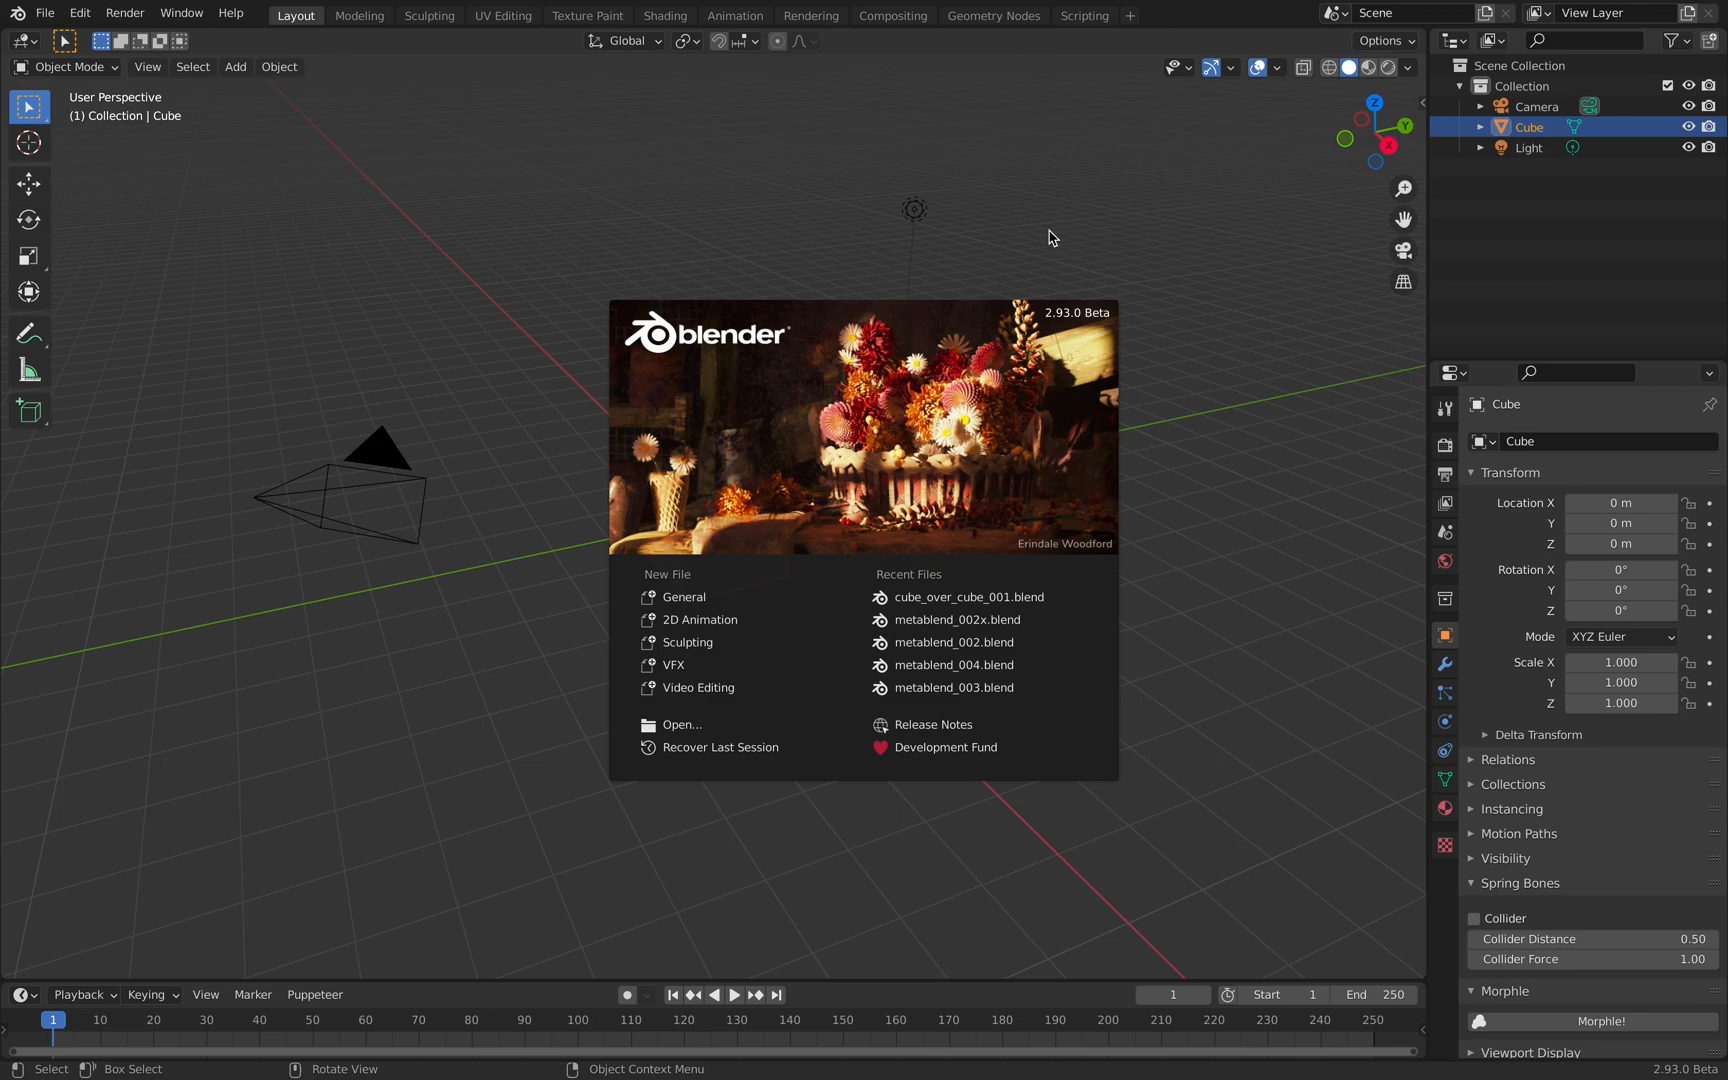 File Edit Render Window Help Layout Modeling Sculpting UV Editing Texture Paint Shading Animation Rendering Compositing Geometry Nodes Scripting + Scene View Layer
Global Options
Object Mode View Select Add Object
User Perspective
(1) Collection | Cube
Z
Y
X
Scene Collection
Collection
Camera
Cube
Light
blender
2.93.0 Beta
Erindale Woodford
New File
General
2D Animation
Sculpting
VFX
Video Editing
Open...
Recover Last Session
Recent Files
cube_over_cube_001.blend
metablend_002x.blend
metablend_002.blend
metablend_004.blend
metablend_003.blend
Release Notes
Development Fund
Cube
Cube
Transform
Location X 0 m
Y 0 m
Z 0 m
Rotation X 0°
Y 0°
Z 0°
Mode XYZ Euler
Scale X 1.000
Y 1.000
Z 1.000
Delta Transform
Relations
Collections
Instancing
Motion Paths
Visibility
Spring Bones
Collider
Collider Distance 0.50
Collider Force 1.00
Morphle
Morphle!
Viewport Display
Playback Keying View Marker Puppeteer 1 Start 1 End 250
1 10 20 30 40 50 60 70 80 90 100 110 120 130 140 150 160 170 180 190 200 210 220 230 240 250
Select Box Select Rotate View Object Context Menu 2.93.0 Beta